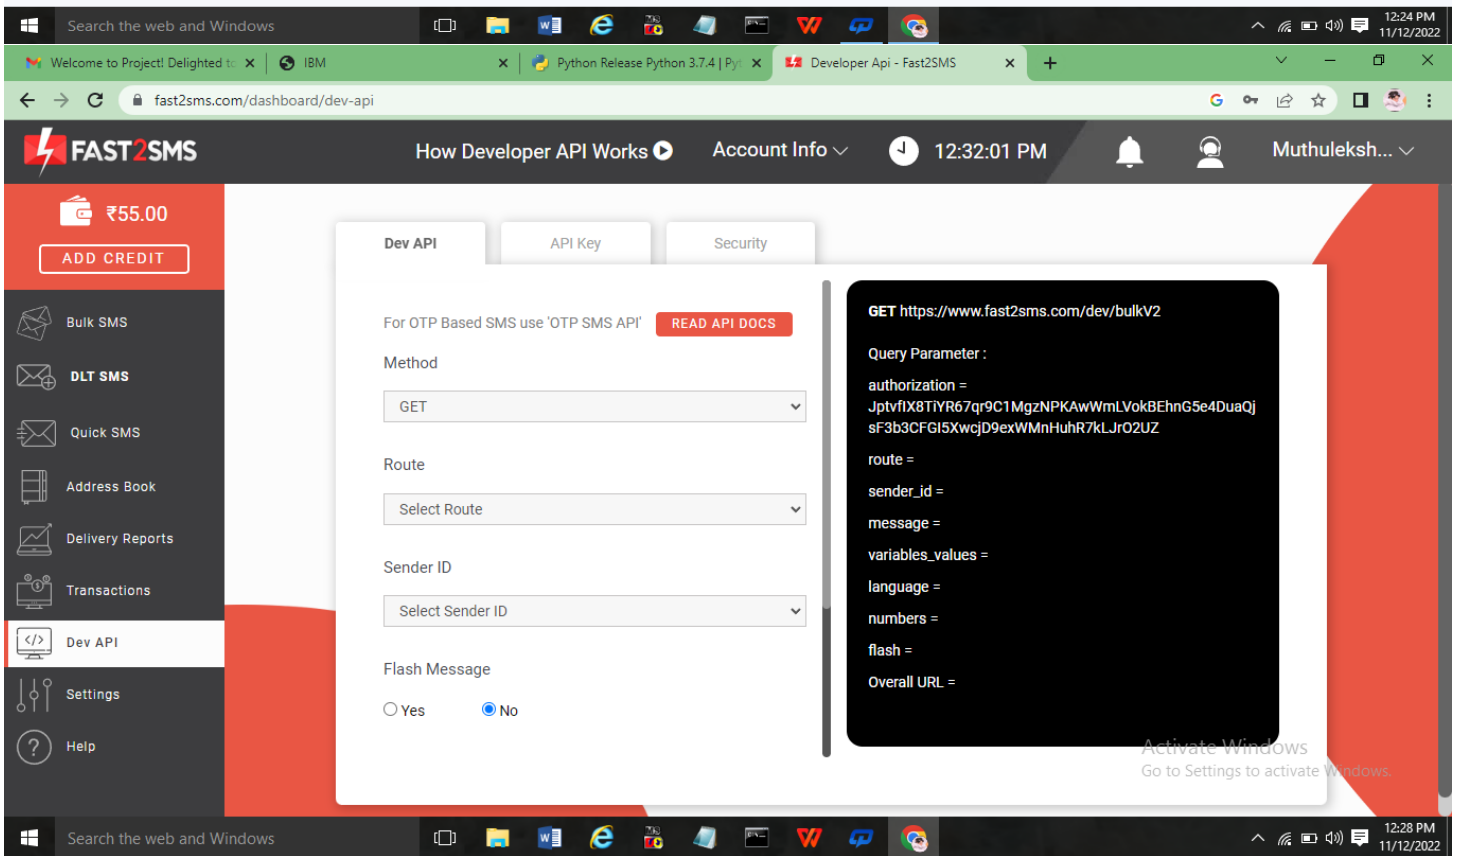 Search the web and Windows
12:24 PM
11/12/2022
Welcome to Project! Delighted to
IBM
Python Release Python 3.7.4 | Pyt
Developer Api - Fast2SMS
fast2sms.com/dashboard/dev-api
FAST2SMS
How Developer API Works
Account Info
12:32:01 PM
Muthuleksh...
₹55.00
ADD CREDIT
Bulk SMS
DLT SMS
Quick SMS
Address Book
Delivery Reports
Transactions
Dev API
Settings
Help
Dev API
API Key
Security
For OTP Based SMS use 'OTP SMS API'
READ API DOCS
Method
GET
Route
Select Route
Sender ID
Select Sender ID
Flash Message
Yes
No
GET https://www.fast2sms.com/dev/bulkV2
Query Parameter :
authorization =
JptvfIX8TiYR67qr9C1MgzNPKAwWmLVokBEhnG5e4DuaQj
sF3b3CFGI5XwcjD9exWMnHuhR7kLJrO2UZ
route =
sender_id =
message =
variables_values =
language =
numbers =
flash =
Overall URL =
Activate Windows
Go to Settings to activate Windows.
Search the web and Windows
12:28 PM
11/12/2022